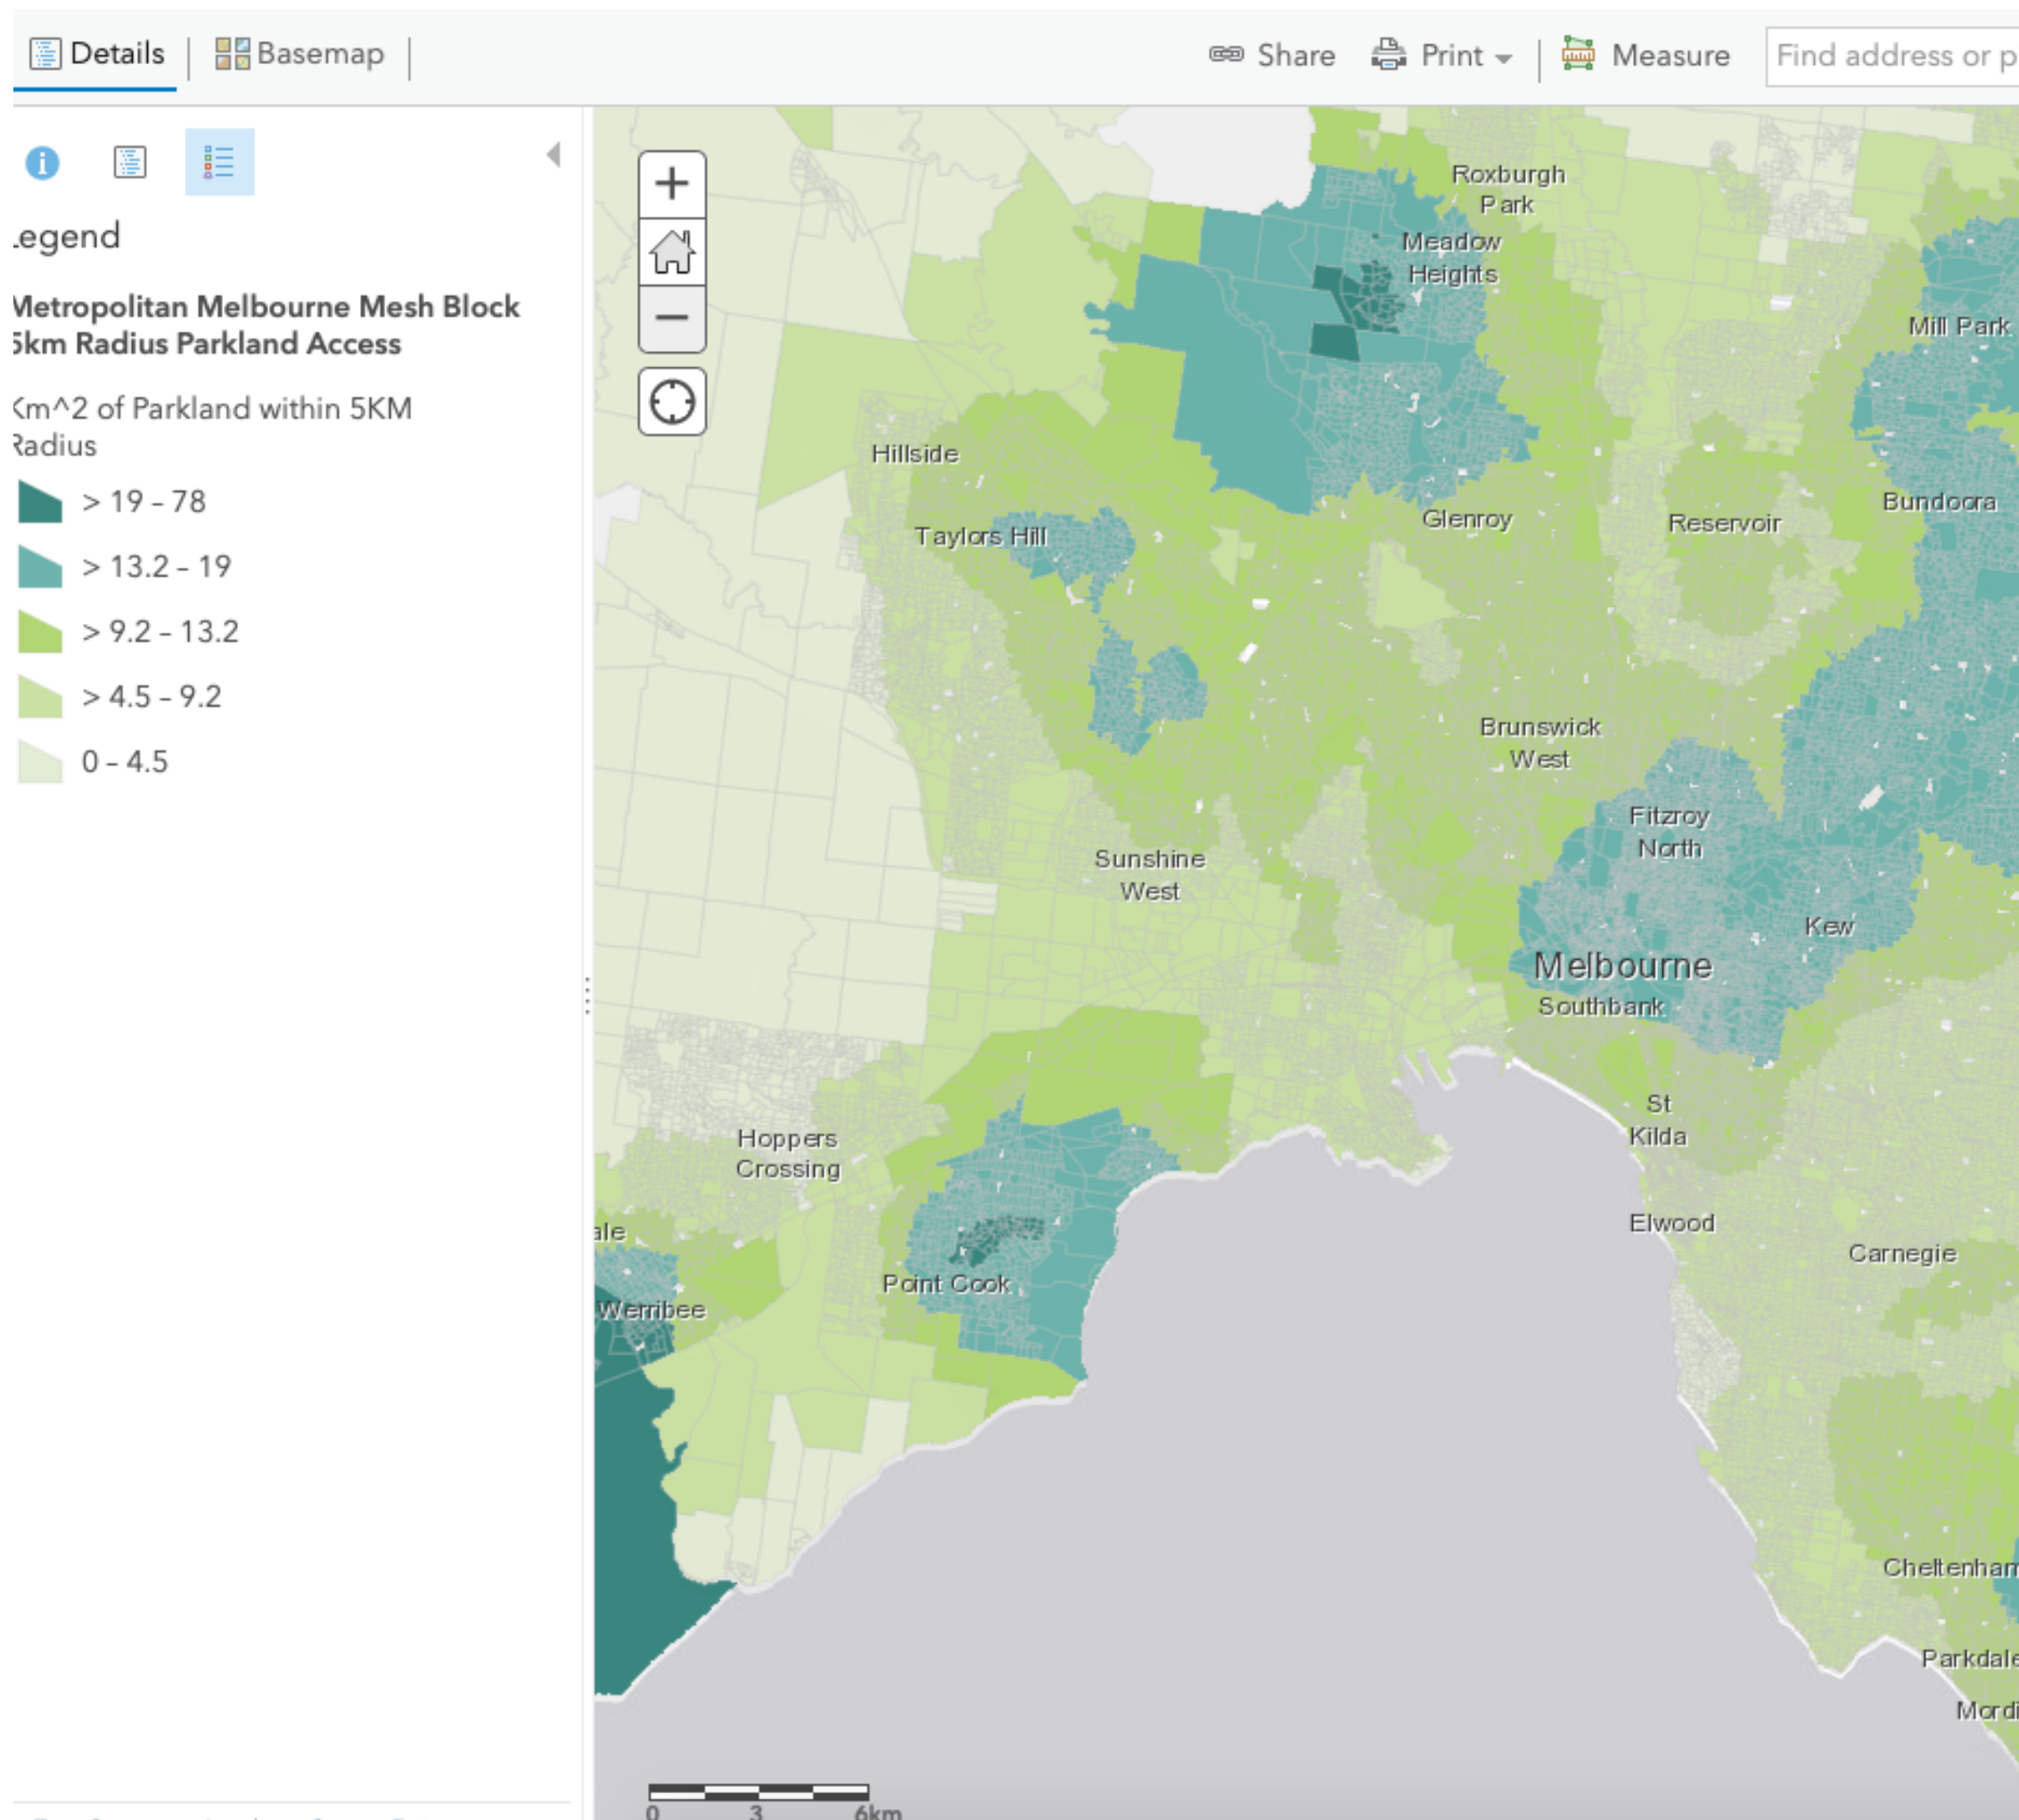 Details
Basemap
Share
Print
Measure
Find address or p
Legend
Metropolitan Melbourne Mesh Block
5km Radius Parkland Access
Km^2 of Parkland within 5KM
Radius
> 19 – 78
> 13.2 – 19
> 9.2 – 13.2
> 4.5 – 9.2
0 – 4.5
Roxburgh
Park
Meadow
Heights
Mill Park
Hillside
Taylors Hill
Glenroy
Reservoir
Bundoora
Brunswick
West
Fitzroy
North
Sunshine
West
Kew
Melbourne
Southbank
St
Kilda
Hoppers
Crossing
Elwood
ale
Carnegie
Point Cook
Werribee
Cheltenham
Parkdale
Mordi
0 3 6km